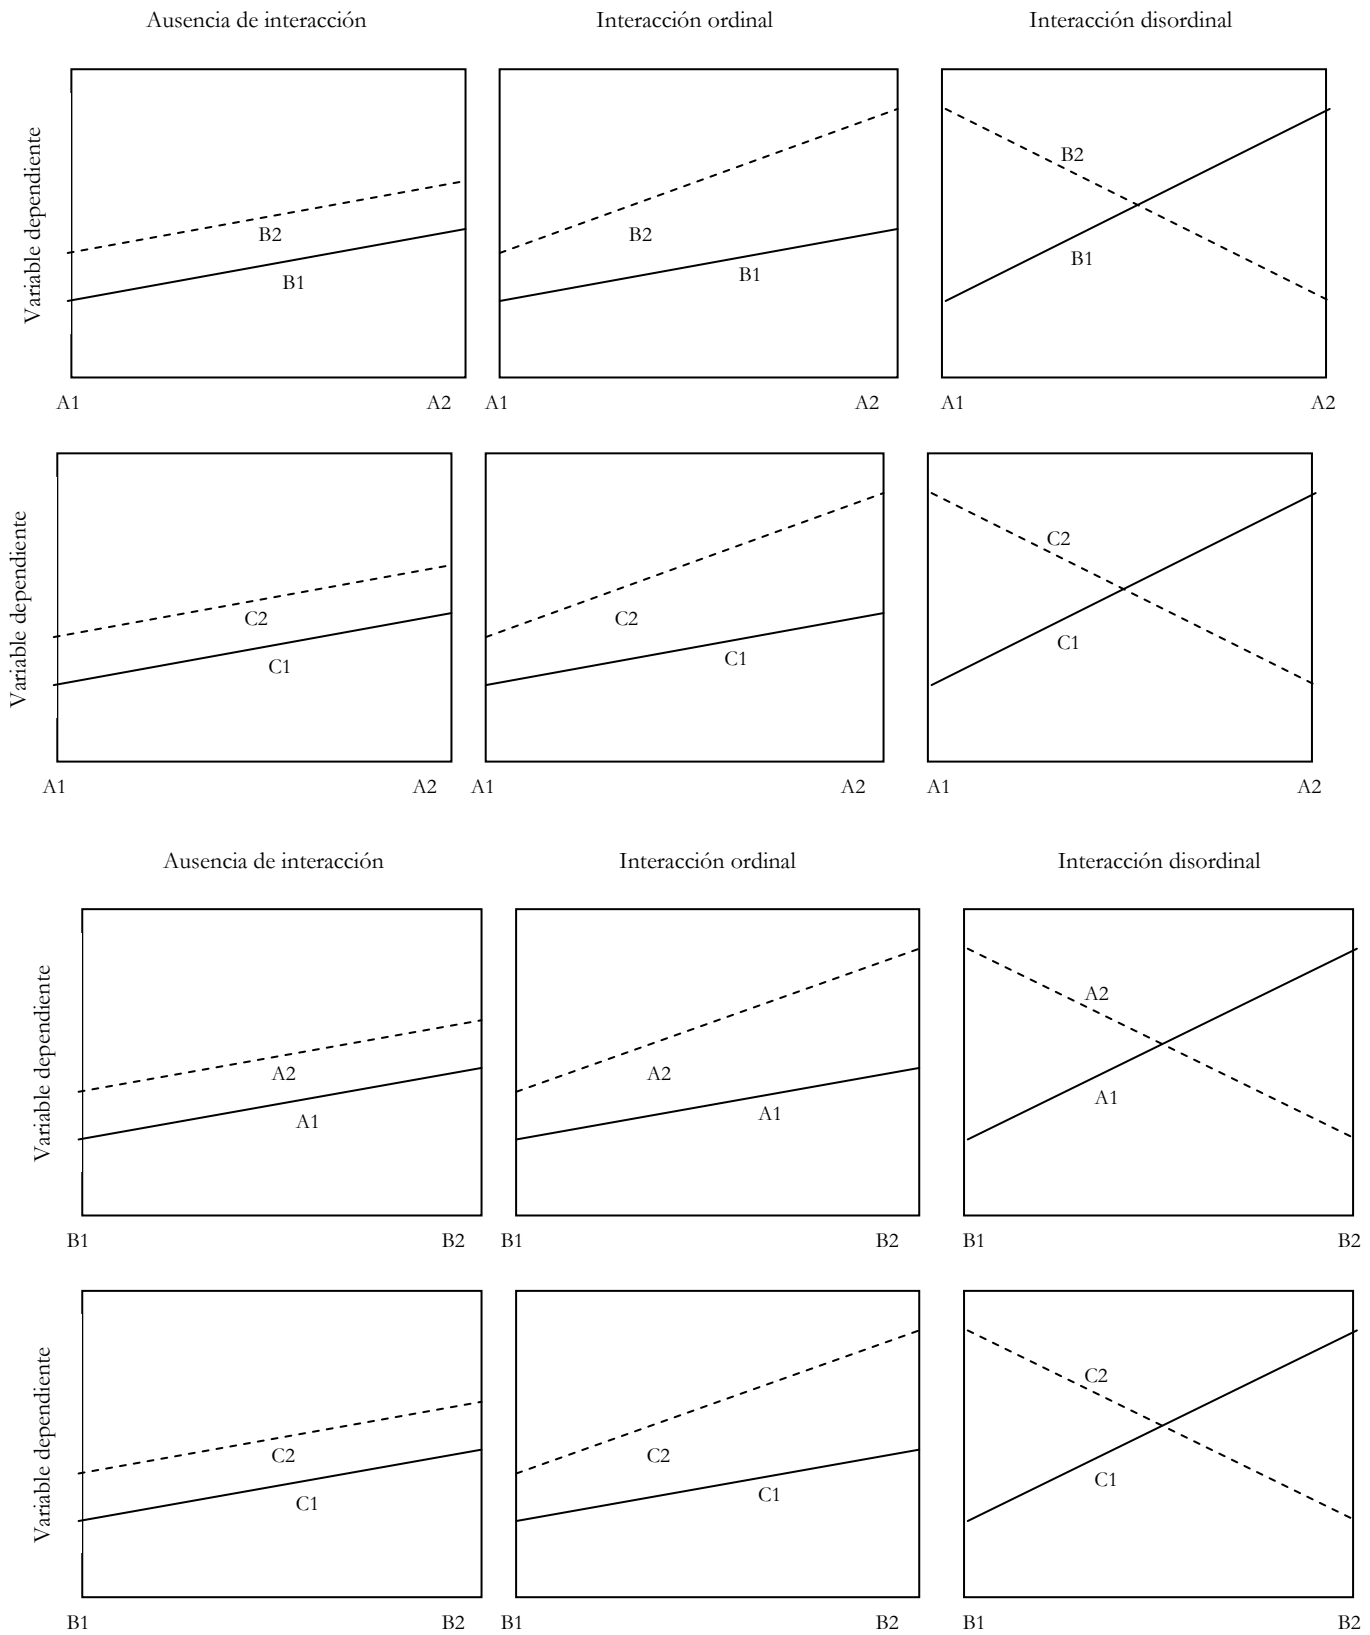 Ausencia de interacción
Interacción ordinal
Interacción disordinal
Variable dependiente
B2
B1
B2
B1
B2
B1
A1
A2
A1
A2
A1
A2
Variable dependiente
C2
C1
C2
C1
C2
C1
A1
A2
A1
A2
A1
A2
Ausencia de interacción
Interacción ordinal
Interacción disordinal
Variable dependiente
A2
A1
A2
A1
A2
A1
B1
B2
B1
B2
B1
B2
Variable dependiente
C2
C1
C2
C1
C2
C1
B1
B2
B1
B2
B1
B2